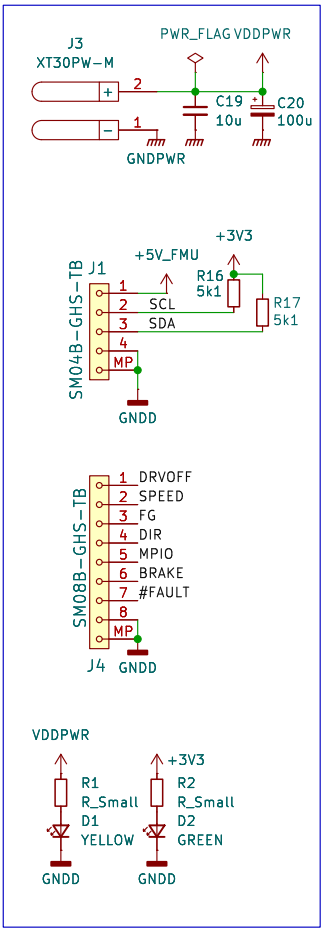 PWR_FLAG VDDPWR
J3
XT30PW-M
+ 2
- 1
C19
10u
+
C20
100u
GNDPWR
+3V3
+5V_FMU
J1
SM04B-GHS-TB
1
2 SCL
3 SDA
4
MP
R16
5k1
R17
5k1
GNDD
SM08B-GHS-TB
1 DRVOFF
2 SPEED
3 FG
4 DIR
5 MPIO
6 BRAKE
7 #FAULT
8
MP
J4
GNDD
VDDPWR
+3V3
R1
R_Small
D1
YELLOW
GNDD
R2
R_Small
D2
GREEN
GNDD